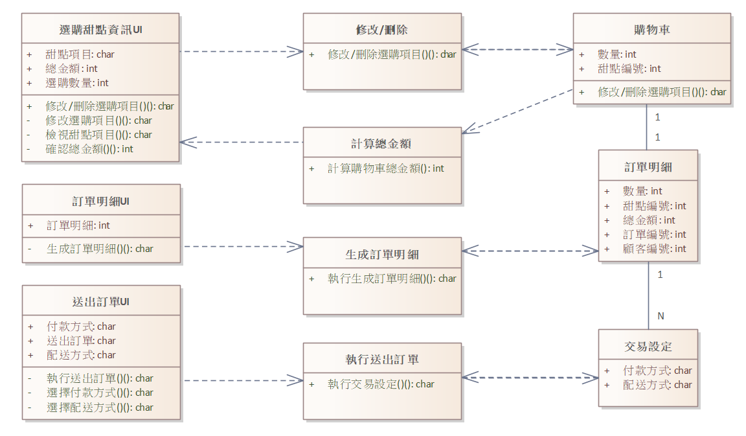 選購甜點資訊UI
+ 甜點項目: char
+ 總金額: int
+ 選購數量: int
+ 修改/刪除選購項目()(): char
- 修改選購項目(): char
- 檢視甜點項目(): char
- 確認總金額()(): int
修改/刪除
+ 修改/刪除選購項目()(): char
購物車
+ 數量: int
+ 甜點編號: int
+ 修改/刪除選購項目()(): char
計算總金額
+ 計算購物車總金額(): int
1
1
訂單明細
+ 數量: int
+ 甜點編號: int
+ 總金額: int
+ 訂單編號: int
+ 顧客編號: int
訂單明細UI
+ 訂單明細: int
- 生成訂單明細()(): char
生成訂單明細
+ 執行生成訂單明細()(): char
1
N
送出訂單UI
+ 付款方式: char
+ 送出訂單: char
+ 配送方式: char
- 執行送出訂單()(): char
- 選擇付款方式()(): char
- 選擇配送方式()(): char
執行送出訂單
+ 執行交易設定()(): char
交易設定
+ 付款方式: char
+ 配送方式: char